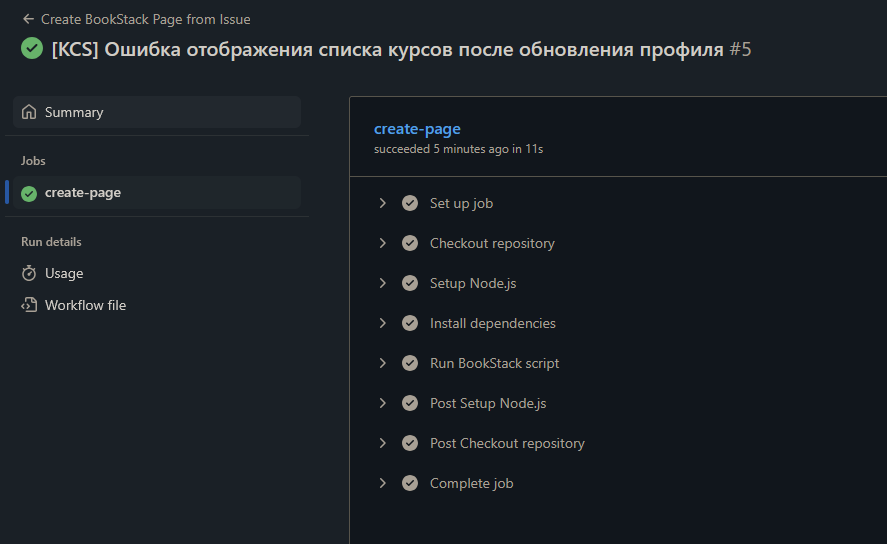 Create BookStack Page from Issue
[KCS] Ошибка отображения списка курсов после обновления профиля #5
Summary
Jobs
create-page
Run details
Usage
Workflow file
create-page
succeeded 5 minutes ago in 11s
Set up job
Checkout repository
Setup Node.js
Install dependencies
Run BookStack script
Post Setup Node.js
Post Checkout repository
Complete job